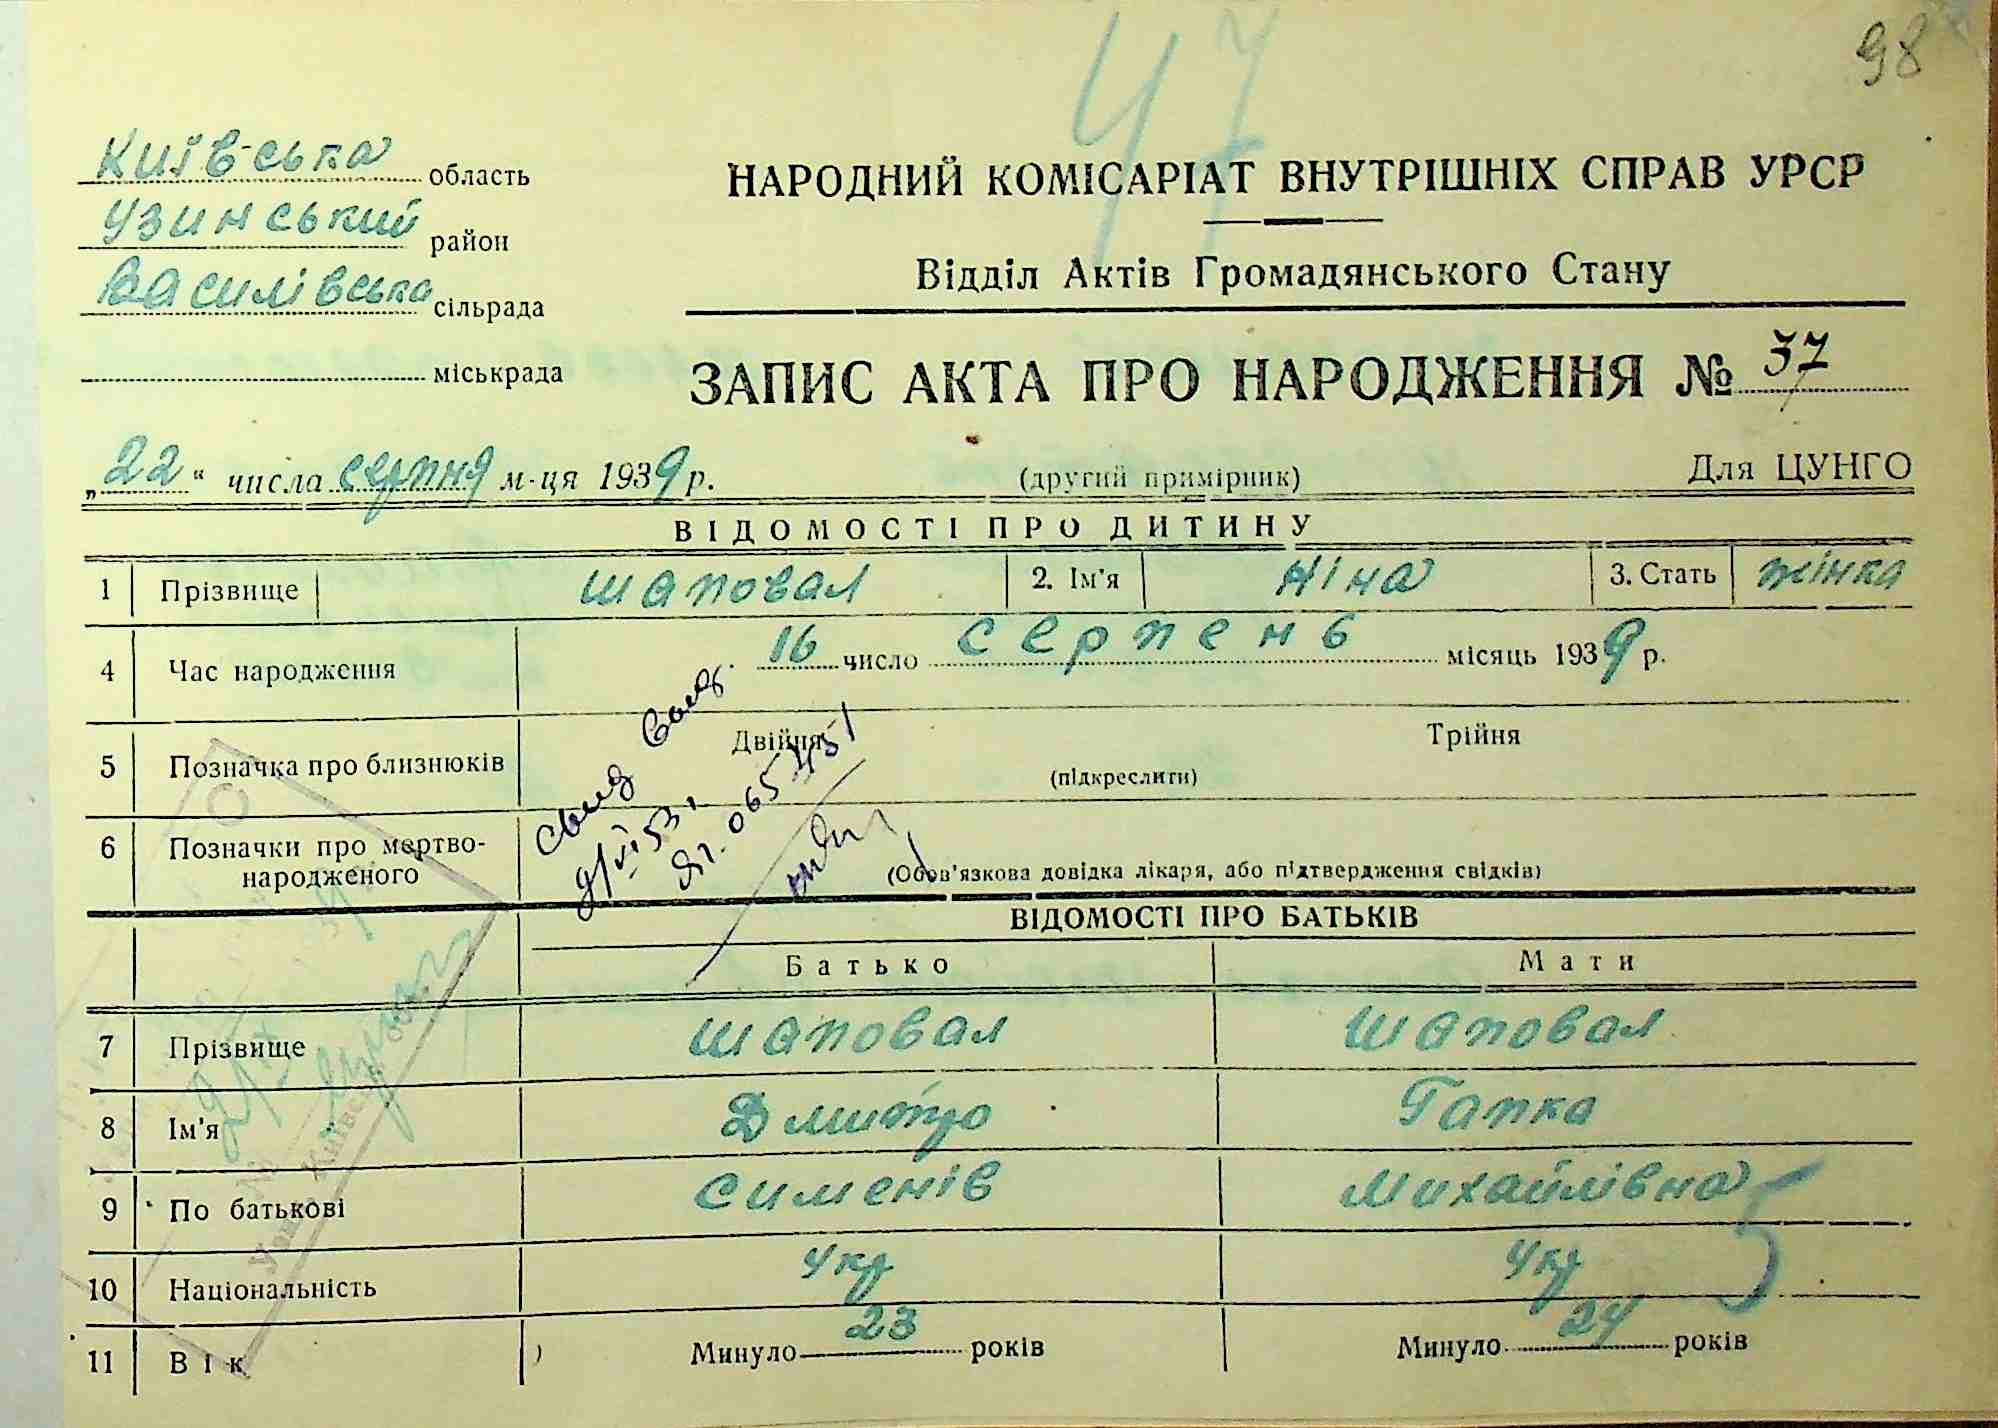 98
47
Київська область
Узинський район
Василівська сільрада
міськрада
НАРОДНИЙ КОМІСАРІАТ ВНУТРІШНІХ СПРАВ УРСР
Відділ Актів Громадянського Стану
ЗАПИС АКТА ПРО НАРОДЖЕННЯ № 37
„22“ числа серпня м-ця 1939 р. (другий примірник) Для ЦУНГО
ВІДОМОСТІ ПРО ДИТИНУ
1 Прізвище Шаповал 2. Ім'я Ніна 3. Стать жінка
4 Час народження 16 число серпень місяць 1939 р.
5 Позначка про близнюків Двійня Трійня
(підкреслити)
6 Позначки про мертво-
народженого (Обов'язкова довідка лікаря, або підтвердження свідків)
ВІДОМОСТІ ПРО БАТЬКІВ
Батько Мати
7 Прізвище Шаповал Шаповал
8 Ім'я Дмитро Гапка
9 По батькові Сименів Михайлівна
10 Національність Укр Укр
11 Вік Минуло 23 років Минуло 24 років